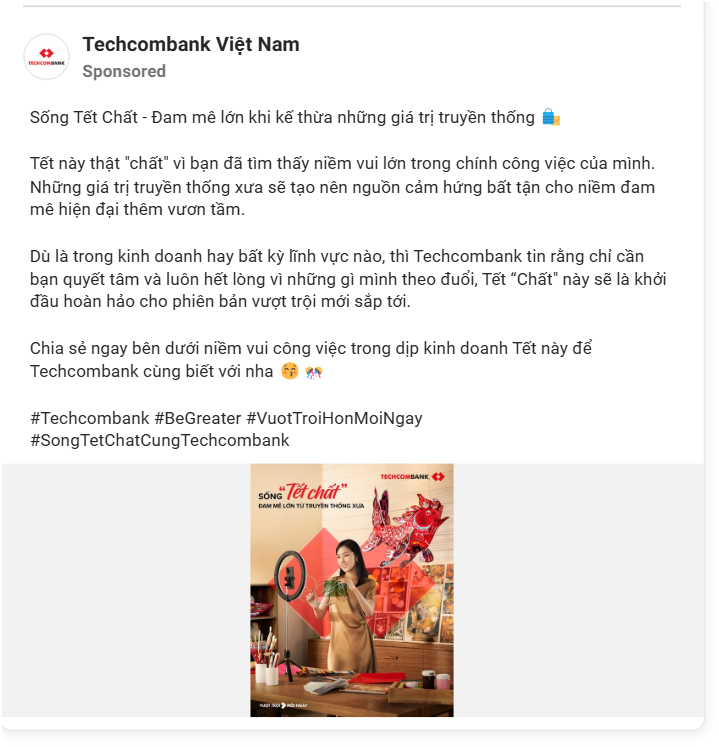 TECHCOMBANK
Techcombank Việt Nam
Sponsored
Sống Tết Chất - Đam mê lớn khi kế thừa những giá trị truyền thống 🛍️
Tết này thật "chất" vì bạn đã tìm thấy niềm vui lớn trong chính công việc của mình.
Những giá trị truyền thống xưa sẽ tạo nên nguồn cảm hứng bất tận cho niềm đam
mê hiện đại thêm vươn tầm.
Dù là trong kinh doanh hay bất kỳ lĩnh vực nào, thì Techcombank tin rằng chỉ cần
bạn quyết tâm và luôn hết lòng vì những gì mình theo đuổi, Tết “Chất" này sẽ là khởi
đầu hoàn hảo cho phiên bản vượt trội mới sắp tới.
Chia sẻ ngay bên dưới niềm vui công việc trong dịp kinh doanh Tết này để
Techcombank cùng biết với nha 😚 🎊
#Techcombank #BeGreater #VuotTroiHonMoiNgay
#SongTetChatCungTechcombank
TECHCOMBANK
SỐNG “Tết chất”
ĐAM MÊ LỚN TỪ TRUYỀN THỐNG XƯA
VƯỢT TRỘI MỖI NGÀY